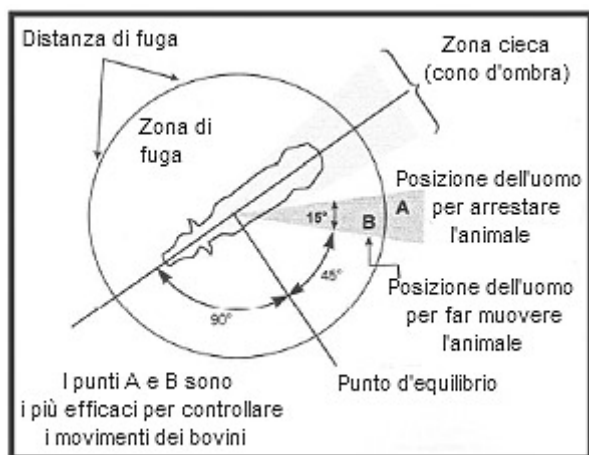 Distanza di fuga
Zona cieca
(cono d'ombra)
Zona di
fuga
Posizione dell'uomo
per arrestare
l'animale
A
B
15°
45°
90°
Posizione dell'uomo
per far muovere
l'animale
Punto d'equilibrio
I punti A e B sono
i più efficaci per controllare
i movimenti dei bovini